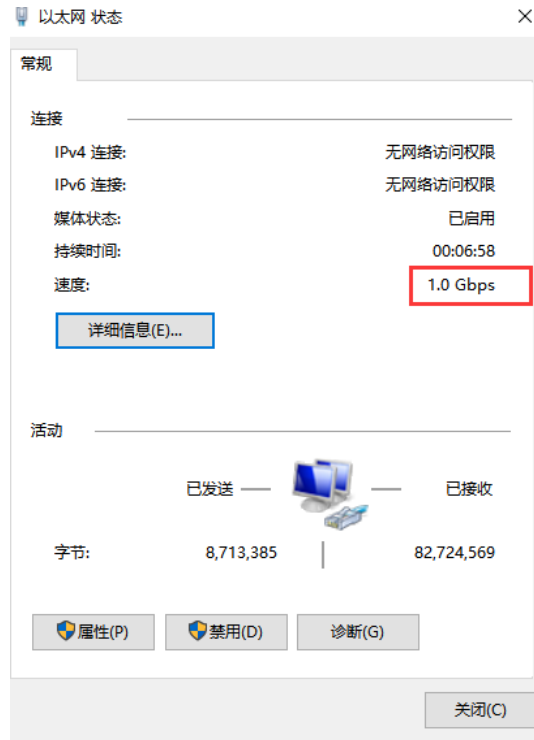 以太网 状态
常规
连接
IPv4 连接: 无网络访问权限
IPv6 连接: 无网络访问权限
媒体状态: 已启用
持续时间: 00:06:58
速度: 1.0 Gbps
详细信息(E)...
活动
已发送 已接收
字节: 8,713,385 82,724,569
属性(P) 禁用(D) 诊断(G)
关闭(C)